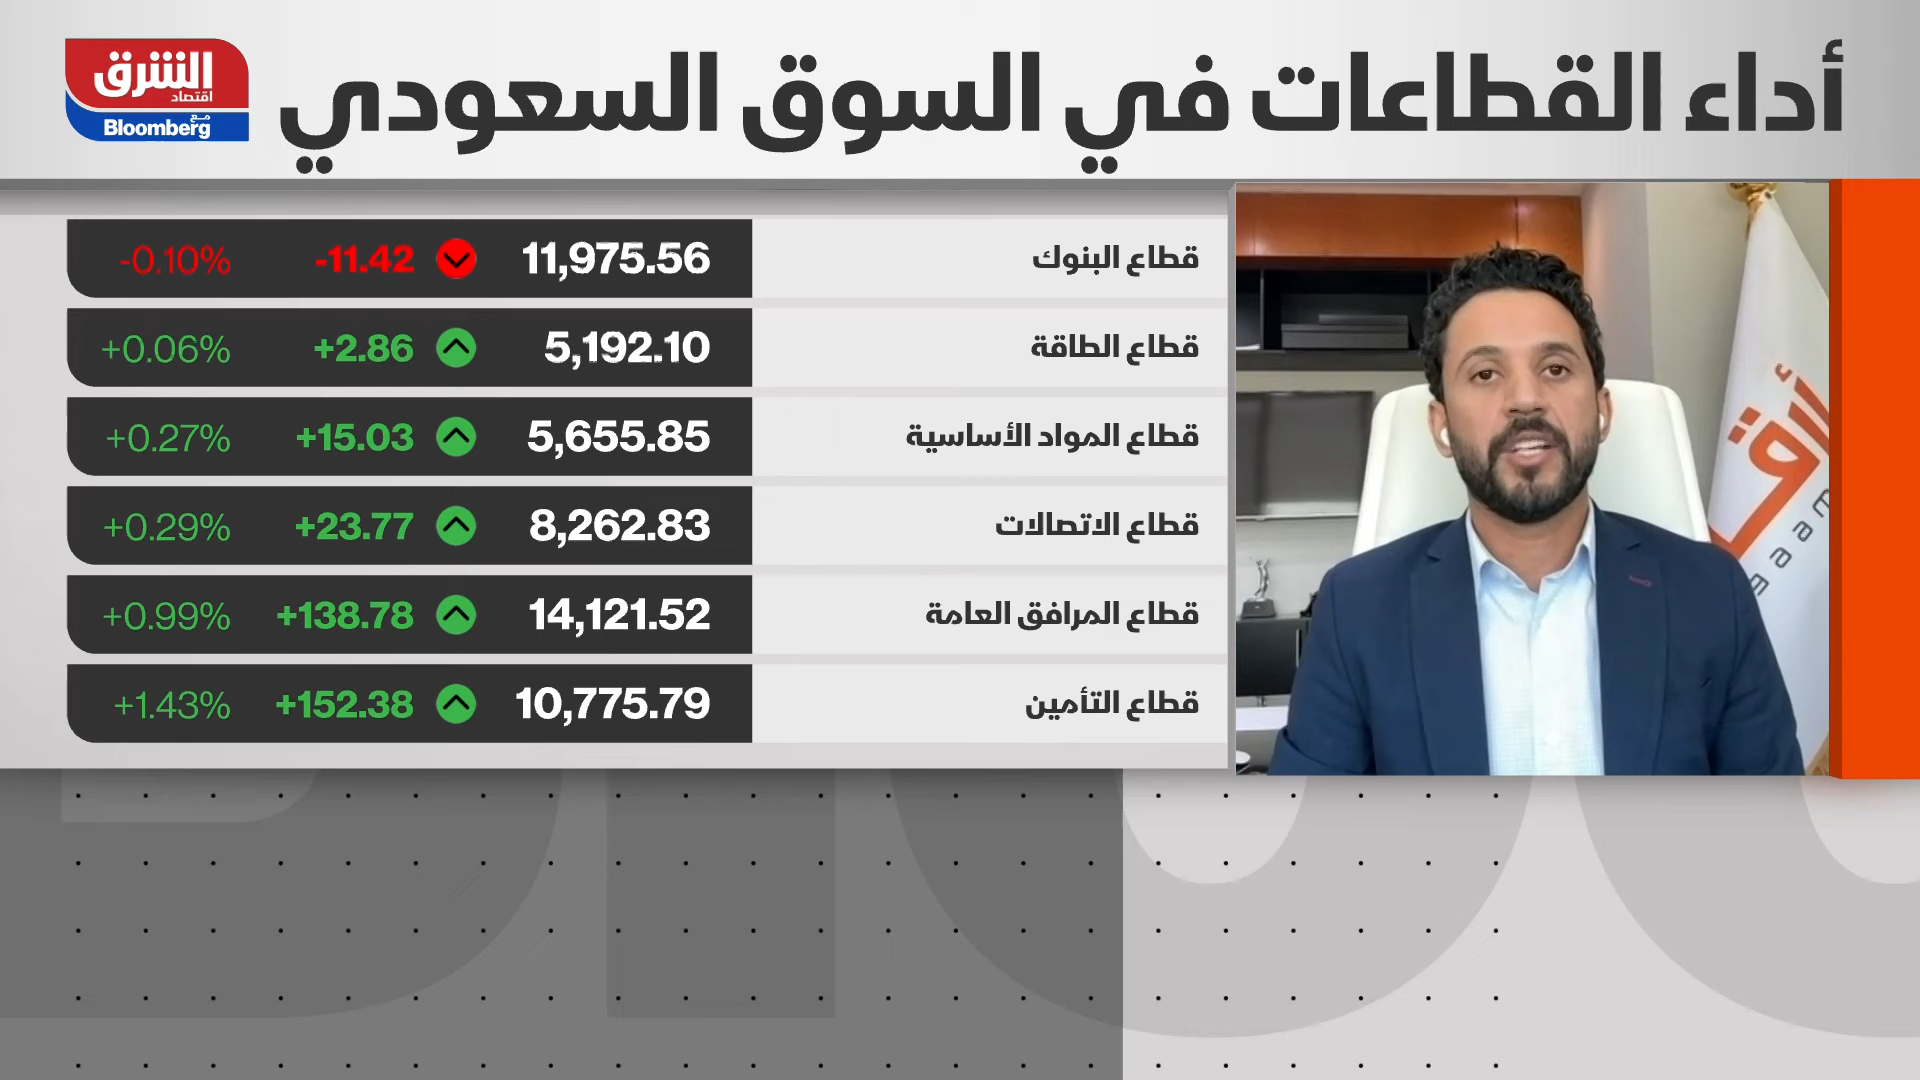 أداء القطاعات في السوق السعودي
الشرق
اقتصاد
مع
Bloomberg
قطاع البنوك 11,975.56 -11.42 -0.10%
قطاع الطاقة 5,192.10 +2.86 +0.06%
قطاع المواد الأساسية 5,655.85 +15.03 +0.27%
قطاع الاتصالات 8,262.83 +23.77 +0.29%
قطاع المرافق العامة 14,121.52 +138.78 +0.99%
قطاع التأمين 10,775.79 +152.38 +1.43%